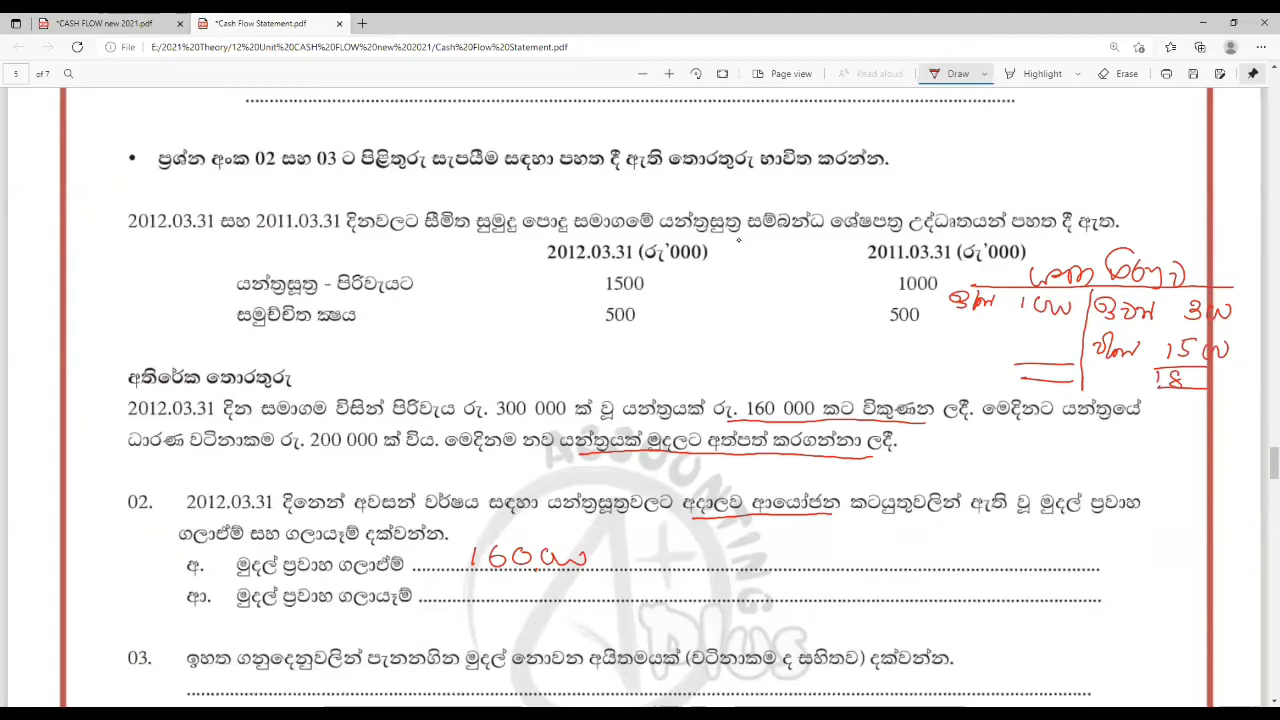 *CASH FLOW new 2021.pdf
*Cash Flow Statement.pdf
File E:/2021%20Theory/12%20Unit%20CASH%20FLOW%20new%202021/Cash%20Flow%20Statement.pdf
5 of 7 Page view Read aloud Draw Highlight Erase
• ප්‍රශ්න අංක 02 සහ 03 ට පිළිතුරු සැපයීම සඳහා පහත දී ඇති තොරතුරු භාවිත කරන්න.
2012.03.31 සහ 2011.03.31 දිනවලට සීමිත සුමුදු පොදු සමාගමේ යන්ත්‍රසූත්‍ර සම්බන්ධ ශේෂපත්‍ර උද්ධෘතයන් පහත දී ඇත.
2012.03.31 (රු'000) 2011.03.31 (රු'000)
යන්ත්‍රසූත්‍ර - පිරිවැයට 1500 1000
සමුච්චිත ක්‍ෂය 500 500
1000 300
1500
18
අතිරේක තොරතුරු
2012.03.31 දින සමාගම විසින් පිරිවැය රු. 300 000 ක් වූ යන්ත්‍රයක් රු. 160 000 කට විකුණන ලදී. මෙදිනට යන්ත්‍රයේ
ධාරණ වටිනාකම රු. 200 000 ක් විය. මෙදිනම නව යන්ත්‍රයක් මුදලට අත්පත් කරගන්නා ලදී.
02. 2012.03.31 දිනෙන් අවසන් වර්ෂය සඳහා යන්ත්‍රසූත්‍රවලට අදාලව ආයෝජන කටයුතුවලින් ඇති වූ මුදල් ප්‍රවාහ
ගලාඒම් සහ ගලායෑම් දක්වන්න.
අ. මුදල් ප්‍රවාහ ගලාඒම් 160 000
ආ. මුදල් ප්‍රවාහ ගලායෑම්
03. ඉහත ගනුදෙනුවලින් පැනනගින මුදල් නොවන අයිතමයක් (වටිනාකම ද සහිතව) දක්වන්න.
ACCOUNTING
A+
Plus